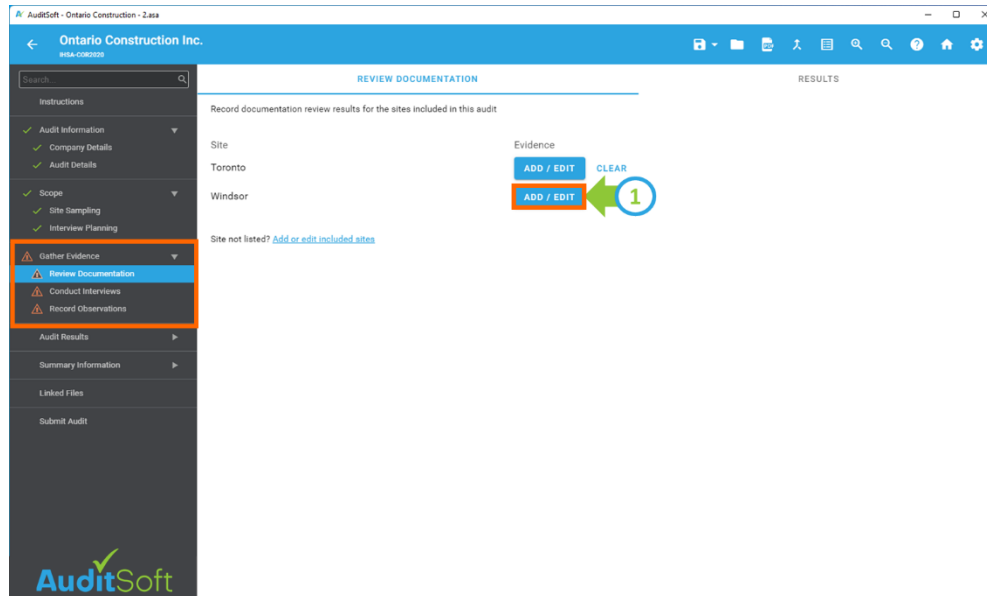 AuditSoft - Ontario Construction - 2.asa
Ontario Construction Inc.
IHSA-COR2020
Search...
Instructions
Audit Information
Company Details
Audit Details
Scope
Site Sampling
Interview Planning
Gather Evidence
Review Documentation
Conduct Interviews
Record Observations
Audit Results
Summary Information
Linked Files
Submit Audit
AuditSoft
REVIEW DOCUMENTATION RESULTS
Record documentation review results for the sites included in this audit
Site Evidence
Toronto ADD / EDIT CLEAR
Windsor ADD / EDIT 1
Site not listed? Add or edit included sites